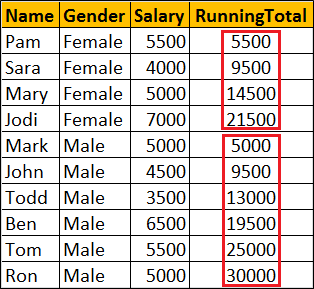 Name Gender Salary RunningTotal
Pam Female 5500 5500
Sara Female 4000 9500
Mary Female 5000 14500
Jodi Female 7000 21500
Mark Male 5000 5000
John Male 4500 9500
Todd Male 3500 13000
Ben Male 6500 19500
Tom Male 5500 25000
Ron Male 5000 30000